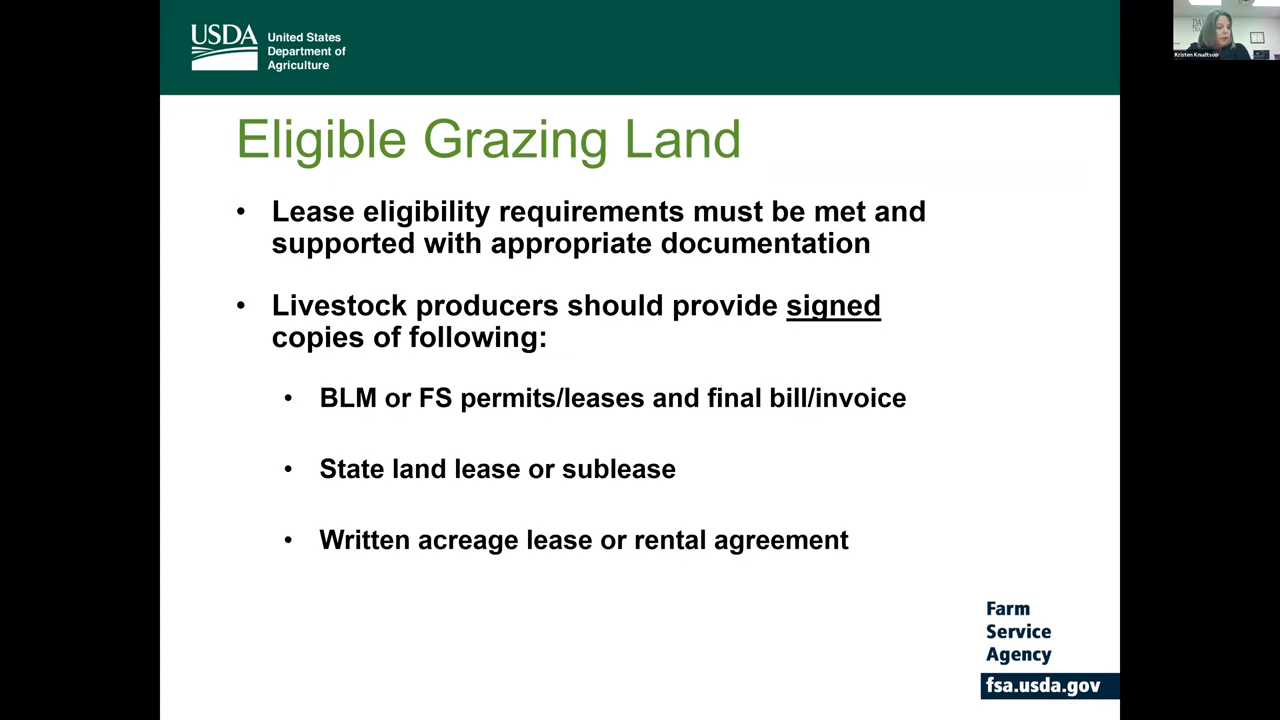 USDA
United States
Department of
Agriculture
Kristen Knudtson
Eligible Grazing Land
• Lease eligibility requirements must be met and
supported with appropriate documentation
• Livestock producers should provide signed
copies of following:
• BLM or FS permits/leases and final bill/invoice
• State land lease or sublease
• Written acreage lease or rental agreement
Farm
Service
Agency
fsa.usda.gov